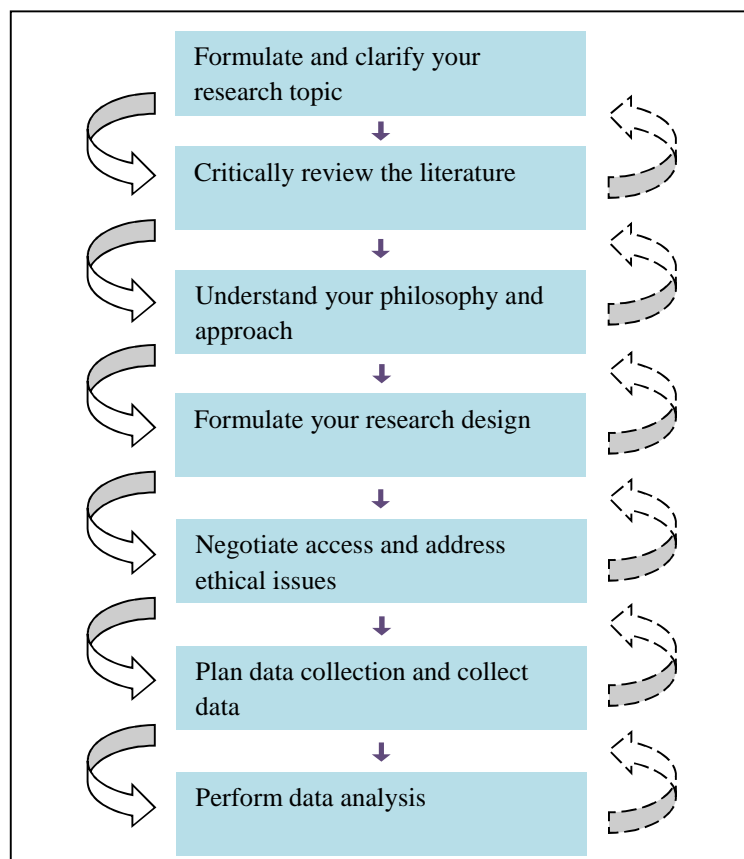 Formulate and clarify your
research topic
Critically review the literature
Understand your philosophy and
approach
Formulate your research design
Negotiate access and address
ethical issues
Plan data collection and collect
data
Perform data analysis